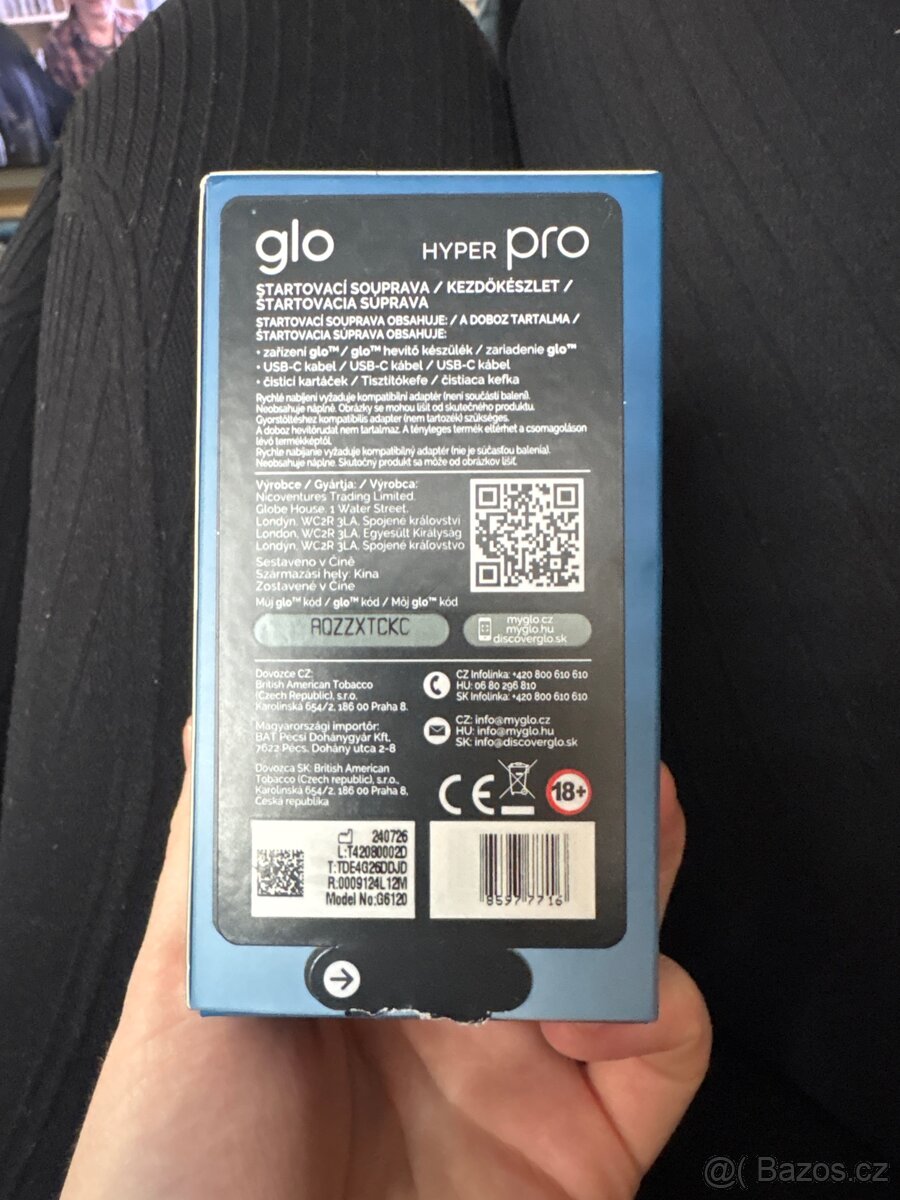 glo
HYPER pro
STARTOVACÍ SOUPRAVA / KEZDŐKÉSZLET /
ŠTARTOVACIA SÚPRAVA
STARTOVACÍ SOUPRAVA OBSAHUJE: / A DOBOZ TARTALMA /
ŠTARTOVACIA SÚPRAVA OBSAHUJE:
• zařízení glo™ / glo™ hevítő készülék / zariadenie glo™
• USB-C kabel / USB-C kábel / USB-C kábel
• čisticí kartáček / Tisztítókefe / čistiaca kefka
Rychlé nabíjení vyžaduje kompatibilní adaptér (není součástí balení).
Neobsahuje náplně. Obrázky se mohou lišit od skutečného produktu.
Gyorstöltéshez kompatibilis adapter (nem tartozék) szükséges.
A doboz hevítőrudat nem tartalmaz. A tényleges termék eltérhet a csomagoláson
lévő termékképtől.
Rýchle nabíjanie vyžaduje kompatibilný adaptér (nie je súčasťou balenia).
Neobsahuje náplne. Skutočný produkt sa môže od obrázkov líšiť.
Výrobce / Gyártja: / Výrobca:
Nicoventures Trading Limited.
Globe House. 1 Water Street.
Londýn. WC2R 3LA. Spojené království
London. WC2R 3LA. Egyesült Királyság
Londýn. WC2R 3LA. Spojené kráľovstvo
Sestaveno v Číně
Származási hely: Kína
Zostavené v Číne
Můj glo™ kód / glo™ kód / Môj glo™ kód
AQZZXTCKC
myglo.cz
myglo.hu
discoverglo.sk
Dovozce CZ:
British American Tobacco
(Czech Republic), s.r.o.
Karolinská 654/2, 186 00 Praha 8.
Magyarországi importőr:
BAT Pécsi Dohánygyár Kft.
7622 Pécs, Dohány utca 2-8
Dovozca SK: British American
Tobacco (Czech republic), s.r.o.,
Karolinská 654/2, 186 00 Praha 8,
Česká republika
CZ Infolinka: +420 800 610 610
HU: 06 80 296 810
SK Infolinka: +420 800 610 610
CZ: info@myglo.cz
HU: info@myglo.hu
SK: info@discoverglo.sk
CE
18+
240726
L:T42080002D
T:TDE4G26DDJD
R:0009124L12M
Model No:G6120
85977716
@( Bazos.cz